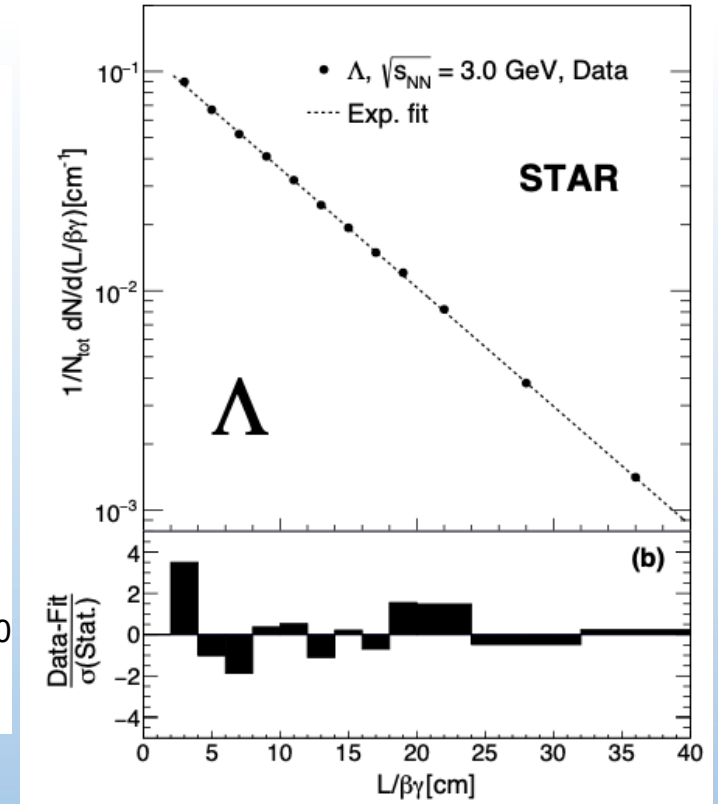 Λ, √s_NN = 3.0 GeV, Data
Exp. fit
STAR
Λ
1/N_tot dN/d(L/βγ)[cm⁻¹]
10⁻¹
10⁻²
10⁻³
(b)
Data-Fit
σ(Stat.)
4
2
0
−2
−4
0
0 5 10 15 20 25 30 35 40
L/βγ[cm]